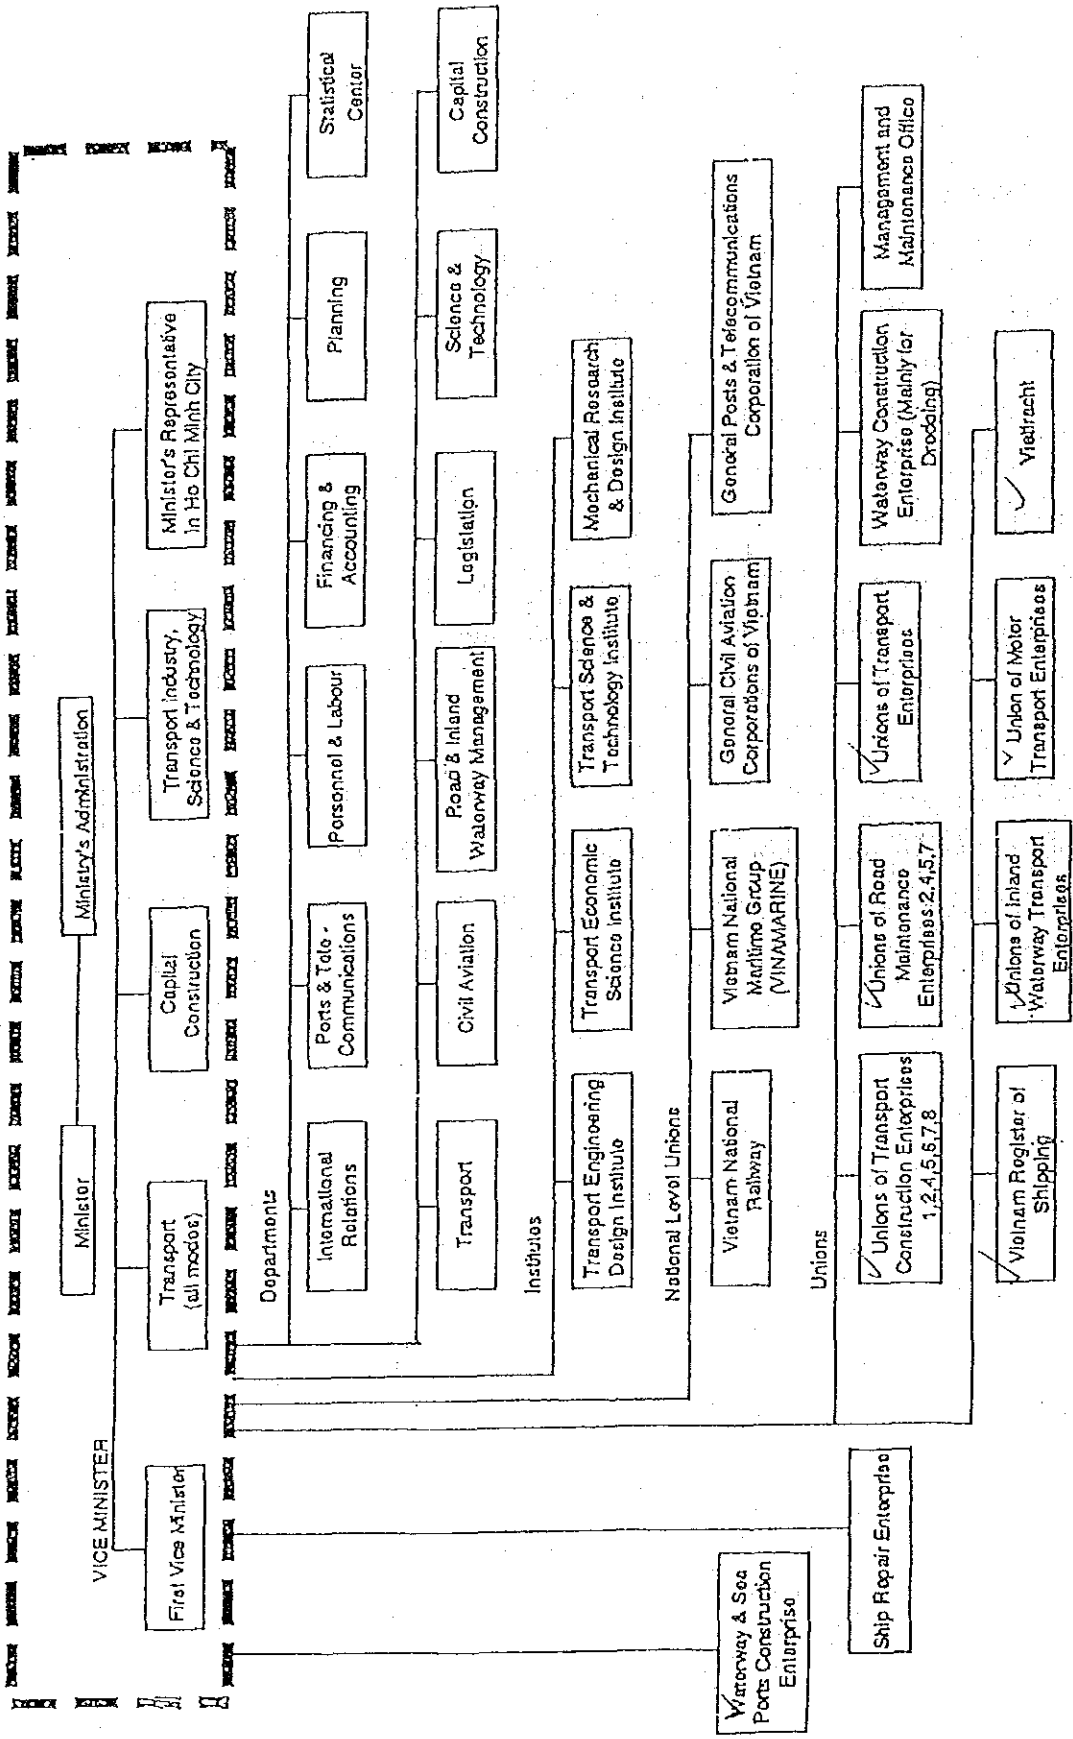 Minister
Ministry's Administration
VICE MINISTER
First Vice Minister
Transport
(all modes)
Capital
Construction
Transport Industry,
Science & Technology
Minister's Representative
In Ho Chi Minh City
Departments
International
Relations
Ports & Tele -
Communications
Personnel & Labour
Financing &
Accounting
Planning
Statistical
Center
Transport
Civil Aviation
Road & Inland
Waterway Management
Legislation
Science &
Technology
Capital
Construction
Institutes
Transport Engineering
Design Institute
Transport Economic
Science Institute
Transport Science &
Technology Institute
Mechanical Research
& Design Institute
National Level Unions
Vietnam National
Railway
Vietnam National
Maritime Group
(VINAMARINE)
General Civil Aviation
Corporations of Vietnam
General Posts & Telecommunications
Corporation of Vietnam
Waterway & Sea
Ports Construction
Enterprise
Unions
Unions of Transport
Construction Enterprises
1,2,4,5,6,7,8
Unions of Road
Maintenance
Enterprises 2,4,5,7
Unions of Transport
Enterprises
Waterway Construction
Enterprise (Mainly for
Dredging)
Management and
Maintenance Office
Ship Repair Enterprise
Vietnam Register of
Shipping
Unions of Inland
Waterway Transport
Enterprises
Union of Motor
Transport Enterprises
Vietfracht